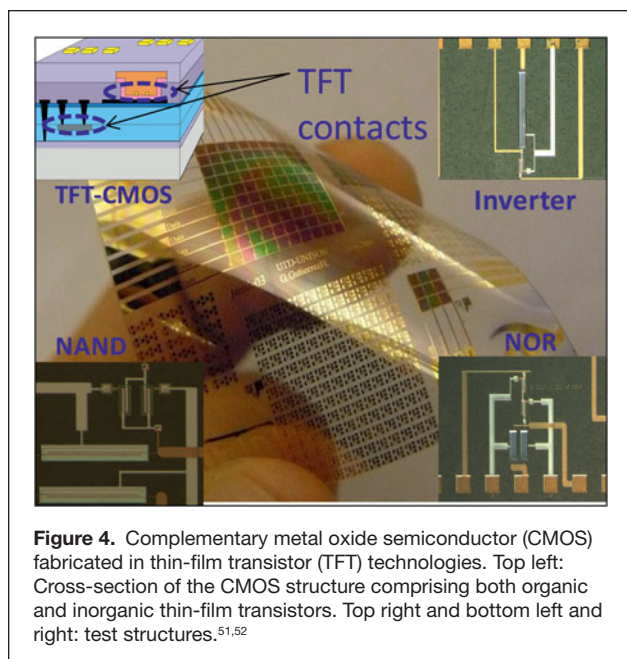 TFT
contacts
TFT-CMOS
Inverter
UTD-UNISON
G.Gutierrez H.
NAND
NOR
Figure 4. Complementary metal oxide semiconductor (CMOS)
fabricated in thin-film transistor (TFT) technologies. Top left:
Cross-section of the CMOS structure comprising both organic
and inorganic thin-film transistors. Top right and bottom left and
right: test structures.51,52